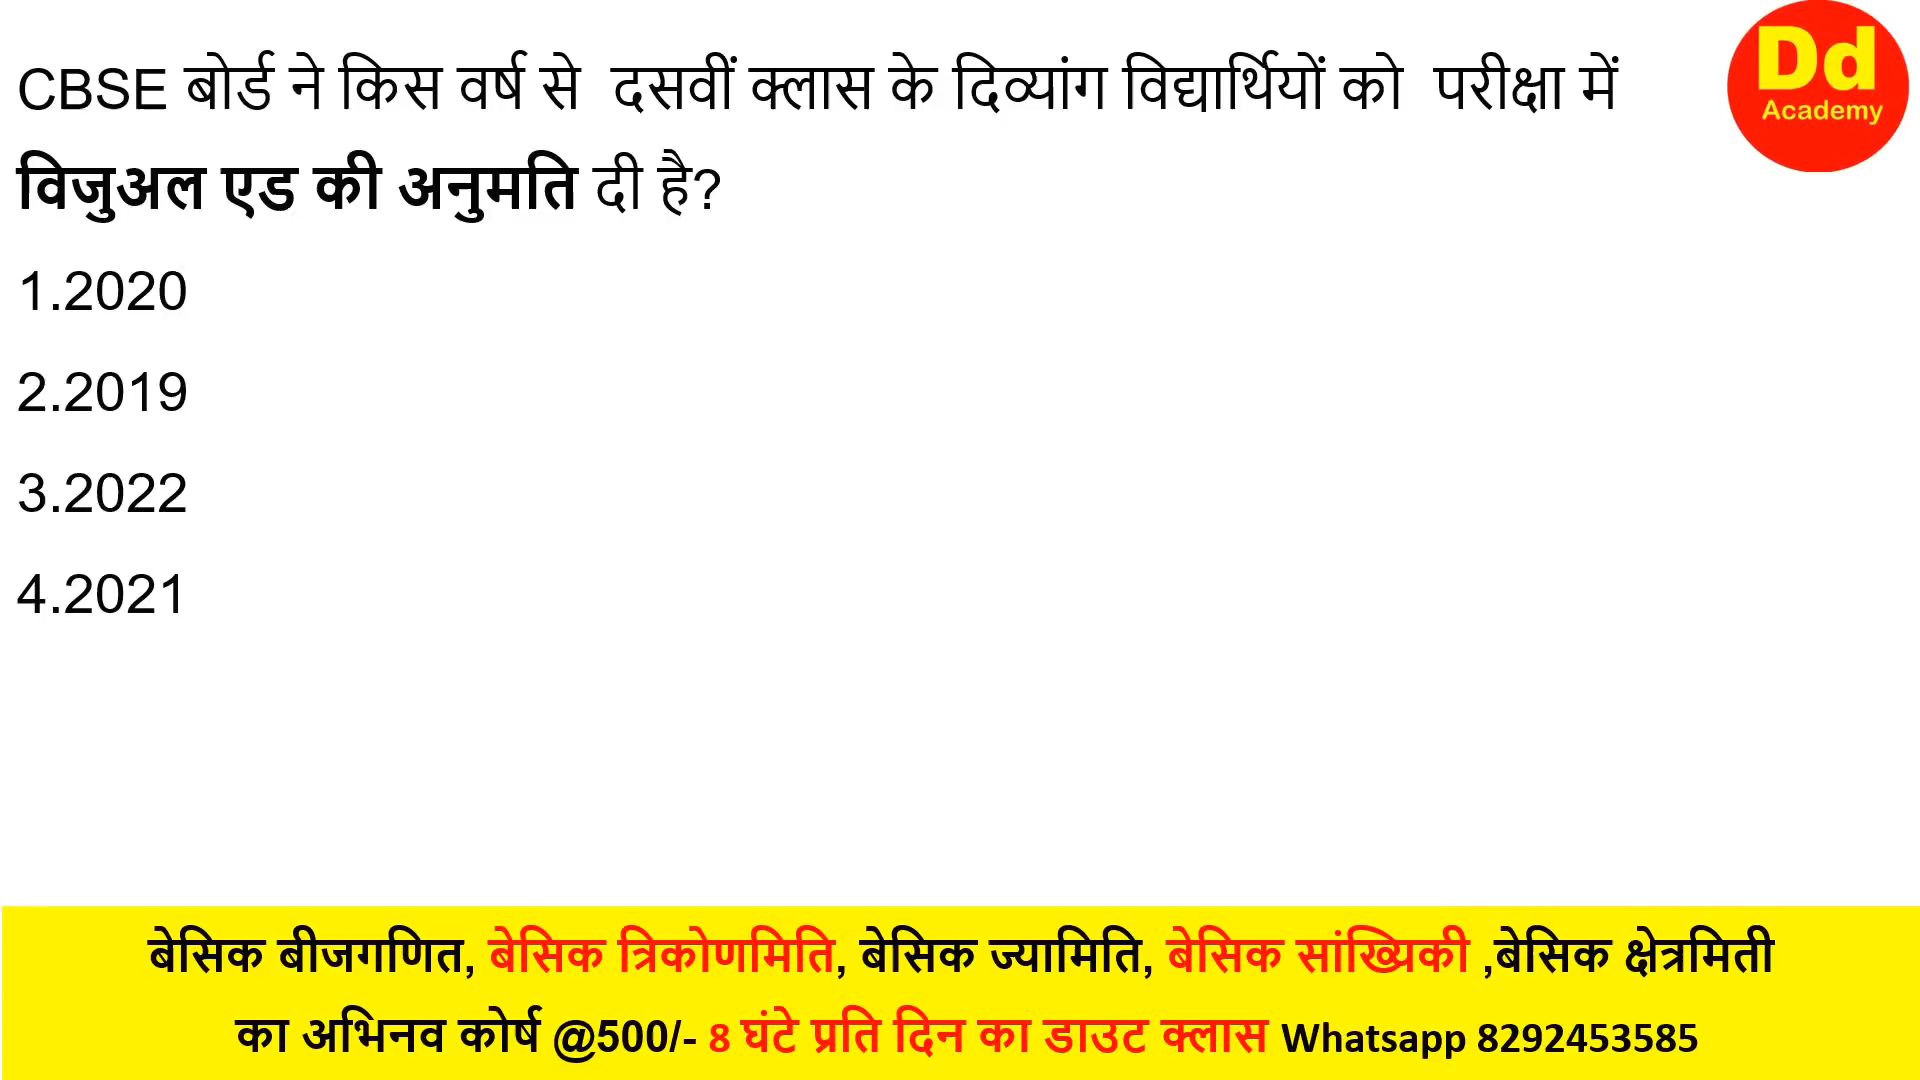 CBSE बोर्ड ने किस वर्ष से दसवीं क्लास के दिव्यांग विद्यार्थियों को परीक्षा में
Dd
Academy
विजुअल एड की अनुमति दी है?
1.2020
2.2019
3.2022
4.2021
बेसिक बीजगणित, बेसिक त्रिकोणमिति, बेसिक ज्यामिति, बेसिक सांख्यिकी ,बेसिक क्षेत्रमिती
का अभिनव कोर्ष @500/- 8 घंटे प्रति दिन का डाउट क्लास Whatsapp 8292453585